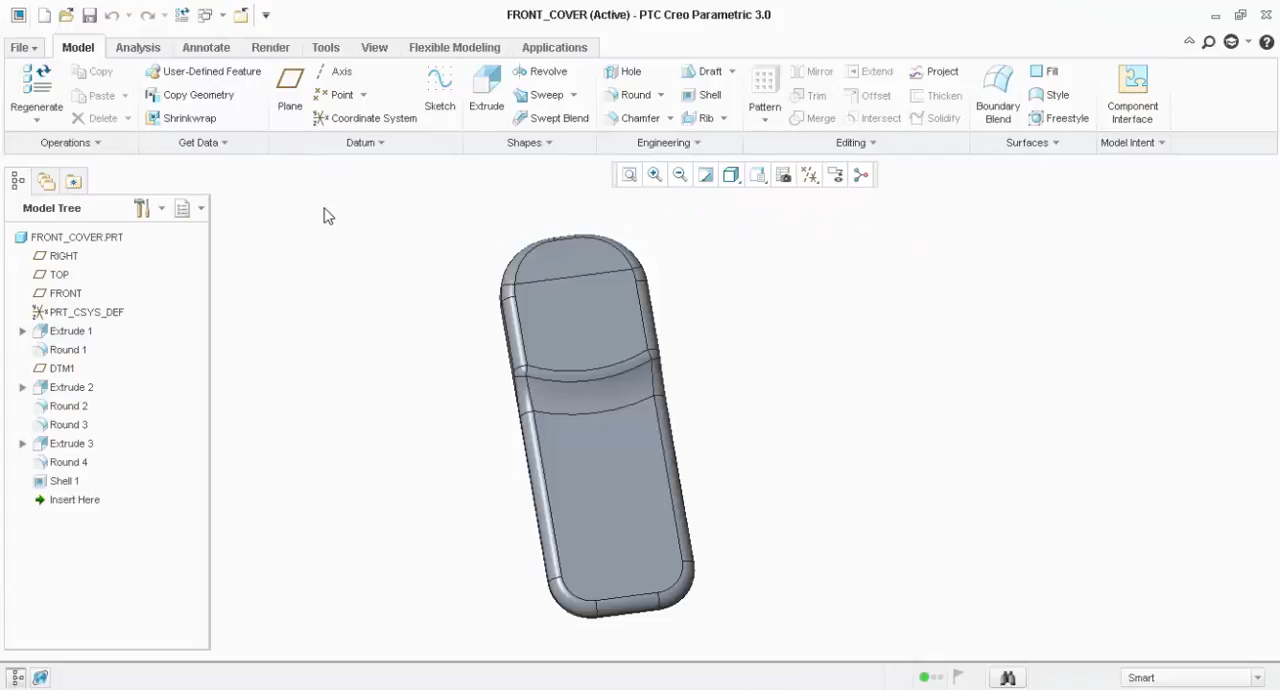 FRONT_COVER (Active) - PTC Creo Parametric 3.0
File Model Analysis Annotate Render Tools View Flexible Modeling Applications
Copy User-Defined Feature Axis Revolve Hole Draft Mirror Extend Project Fill
Paste Copy Geometry Point Sweep Round Shell Trim Offset Thicken Style
Regenerate Plane Sketch Extrude Pattern Boundary Blend Component Interface
Delete Shrinkwrap Coordinate System Swept Blend Chamfer Rib Merge Intersect Solidify Freestyle
Operations Get Data Datum Shapes Engineering Editing Surfaces Model Intent
Model Tree
FRONT_COVER.PRT
RIGHT
TOP
FRONT
PRT_CSYS_DEF
Extrude 1
Round 1
DTM1
Extrude 2
Round 2
Round 3
Extrude 3
Round 4
Shell 1
Insert Here
Smart